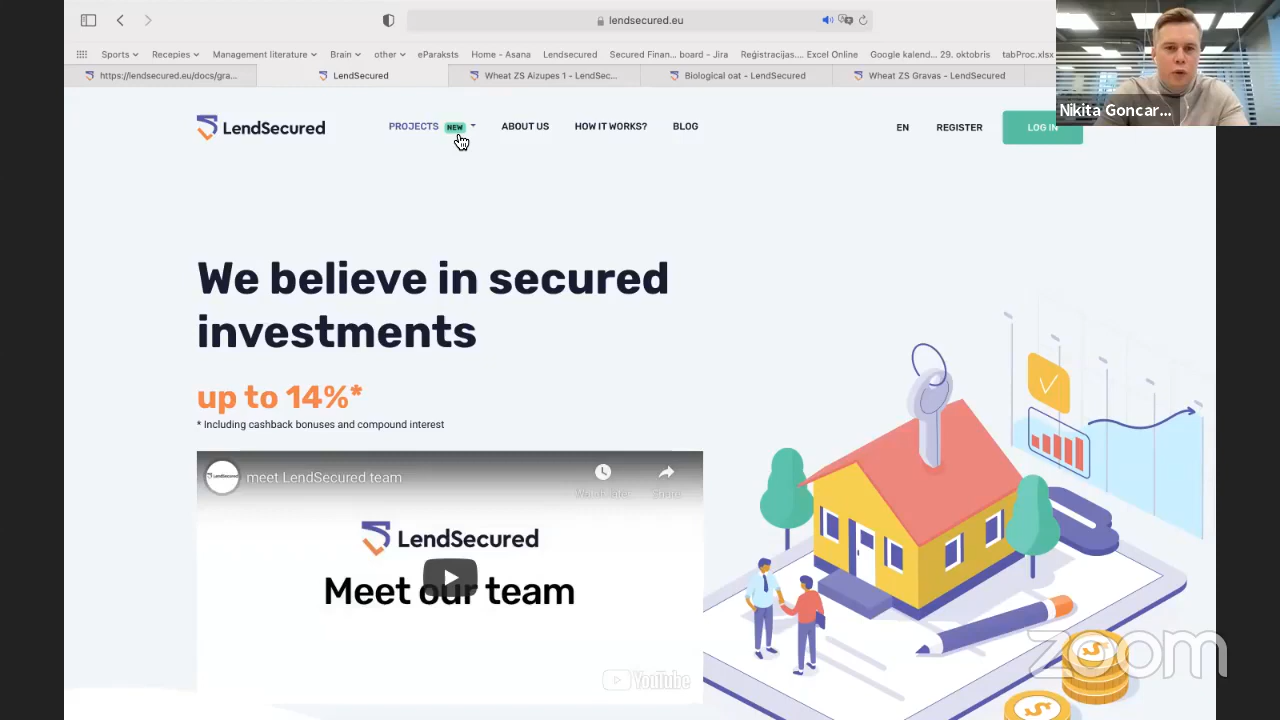 lendsecured.eu
Sports Recepies Management literature Brain other eParaksts Home - Asana Lendsecured Secured Finan... board - Jira Registracijas.... Excel Online Google kalend... 29. oktobris tabProc.xlsx
https://lendsecured.eu/docs/gra... LendSecured Wheat ZS Aizupes 1 - LendSec... Biological oat - LendSecured Wheat ZS Gravas - LendSecured
Nikita Goncar...
LendSecured PROJECTS NEW ABOUT US HOW IT WORKS? BLOG EN REGISTER LOG IN
We believe in secured
investments
up to 14%*
* Including cashback bonuses and compound interest
meet LendSecured team
Share
LendSecured
Meet our team
YouTube
zoom